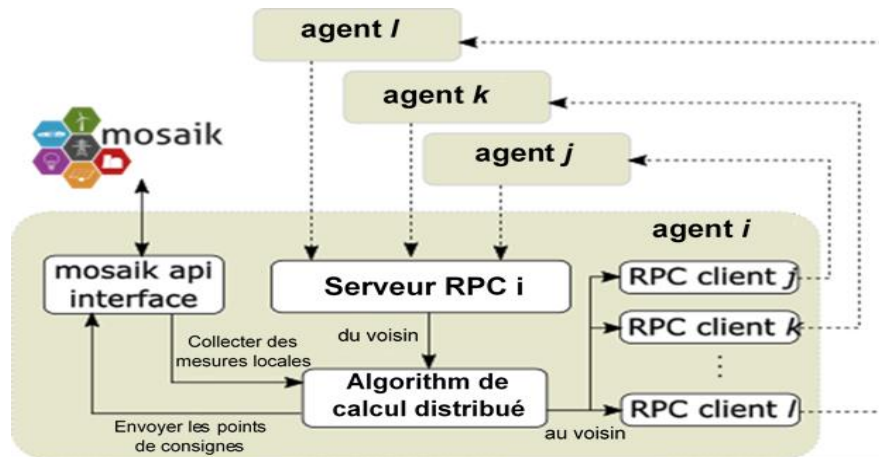 agent l
agent k
agent j
mosaik
agent i
mosaik api
interface
Serveur RPC i
RPC client j
RPC client k
RPC client l
Collecter des
mesures locales
du voisin
Algorithm de
calcul distribué
Envoyer les points
de consignes
au voisin